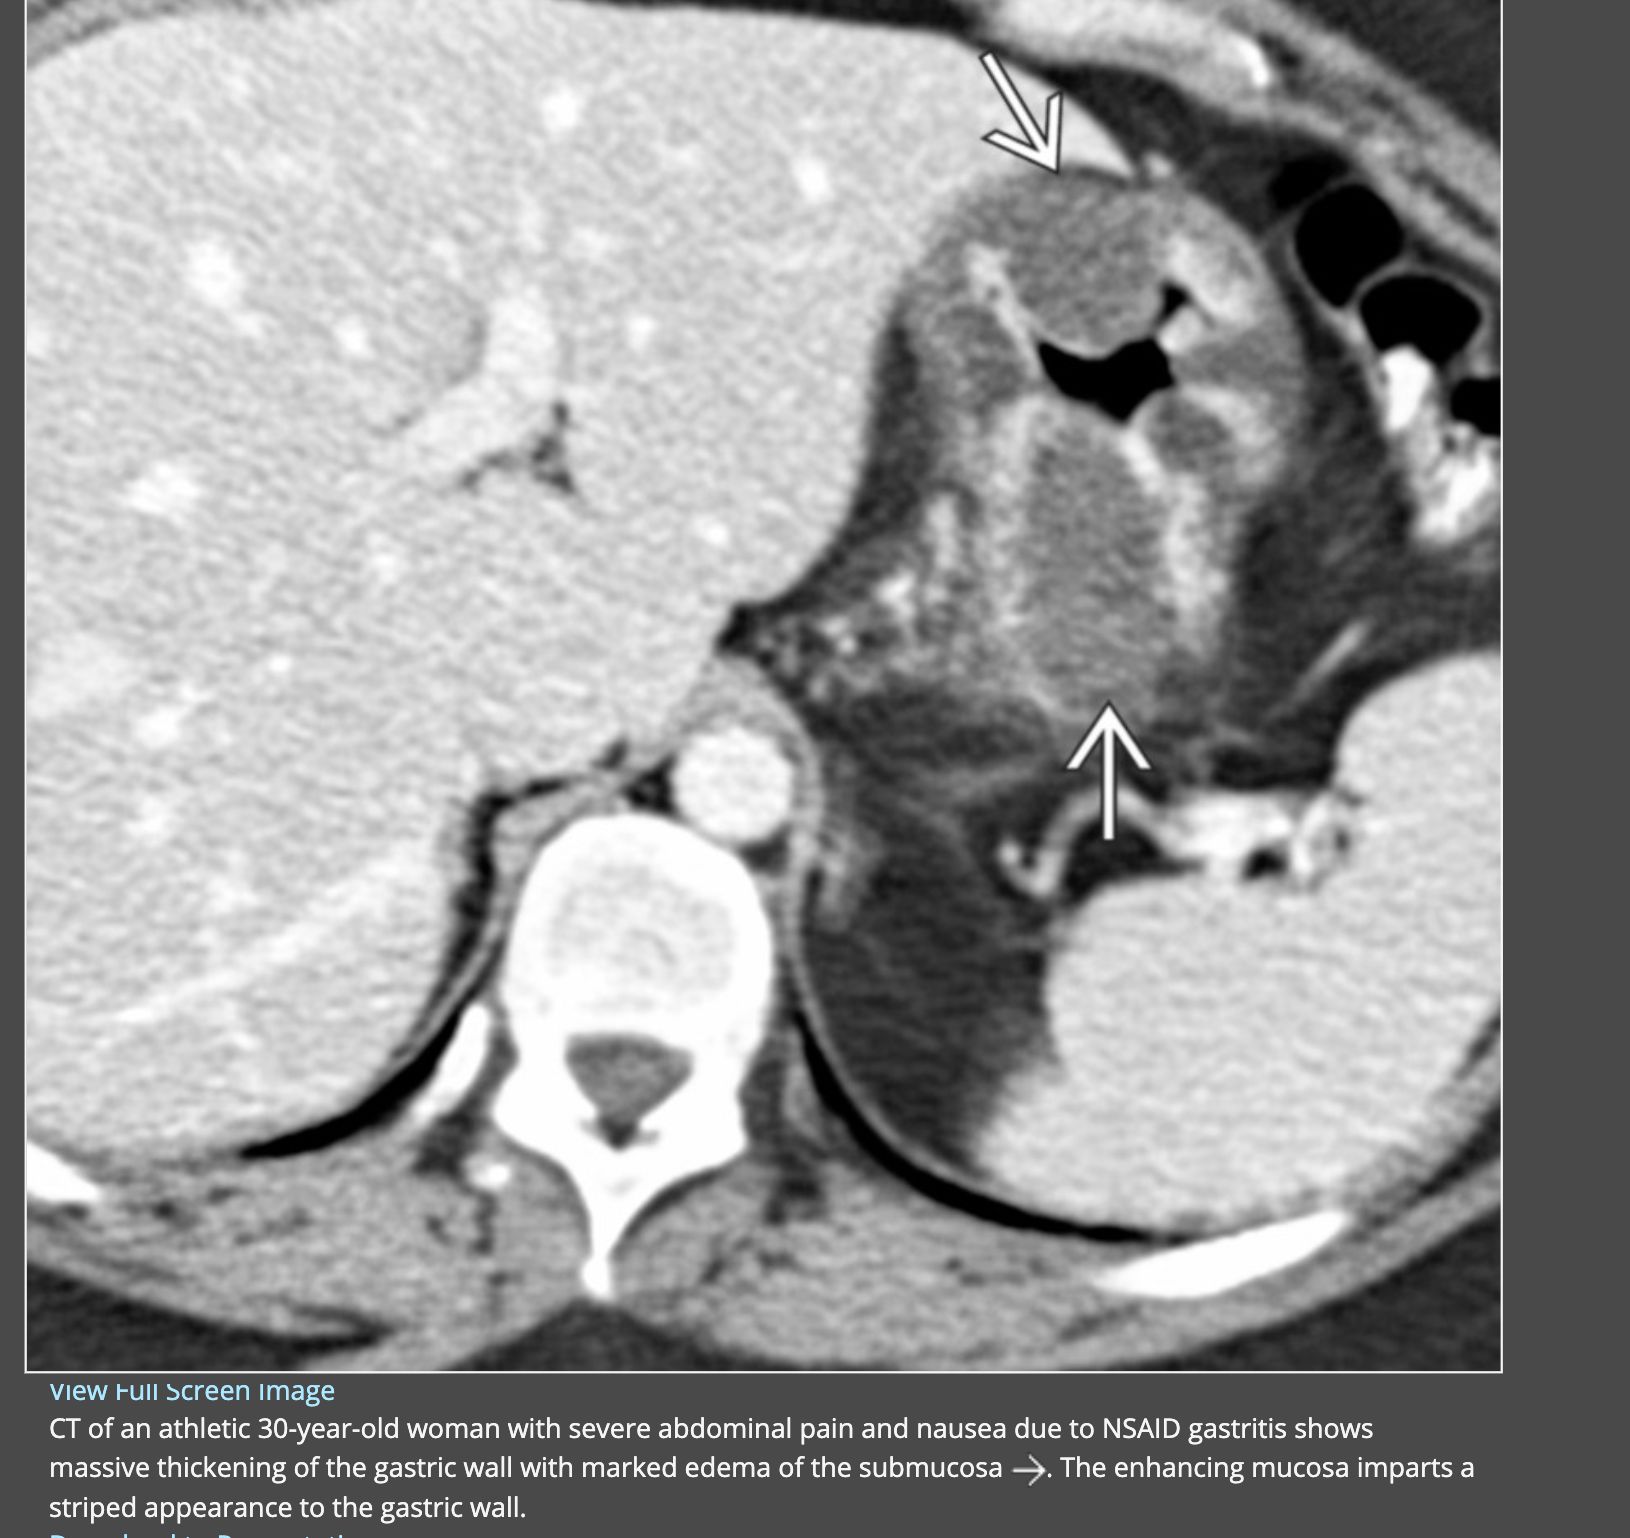 View Full Screen Image
CT of an athletic 30-year-old woman with severe abdominal pain and nausea due to NSAID gastritis shows
massive thickening of the gastric wall with marked edema of the submucosa →. The enhancing mucosa imparts a
striped appearance to the gastric wall.